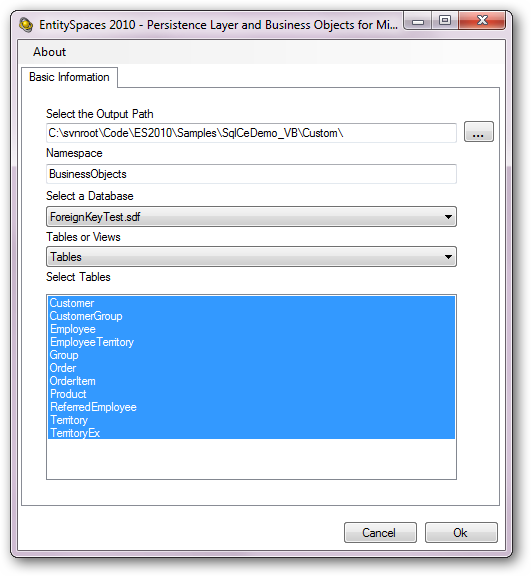 EntitySpaces 2010 - Persistence Layer and Business Objects for Mi...
About
Basic Information
Select the Output Path
C:\svnroot\Code\ES2010\Samples\SqlCeDemo_VB\Custom\
...
Namespace
BusinessObjects
Select a Database
ForeignKeyTest.sdf
Tables or Views
Tables
Select Tables
Customer
CustomerGroup
Employee
EmployeeTerritory
Group
Order
OrderItem
Product
ReferredEmployee
Territory
TerritoryEx
Cancel Ok